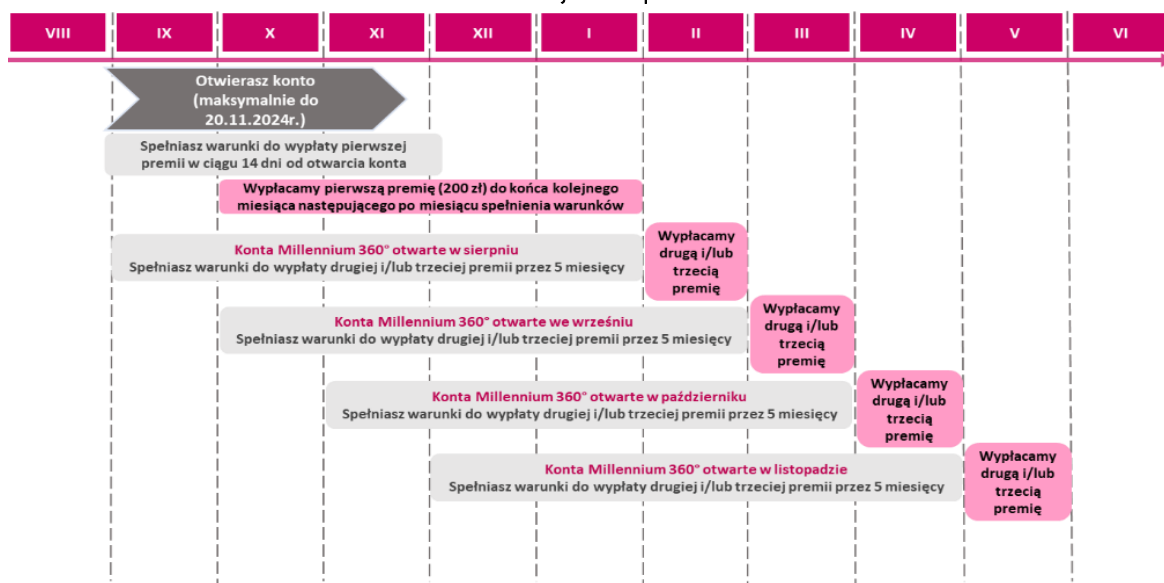 VIII IX X XI XII I II III IV V VI
Otwierasz konto
(maksymalnie do
20.11.2024r.)
Spełniasz warunki do wypłaty pierwszej
premii w ciągu 14 dni od otwarcia konta
Wypłacamy pierwszą premię (200 zł) do końca kolejnego
miesiąca następującego po miesiącu spełnienia warunków
Konta Millennium 360° otwarte w sierpniu
Spełniasz warunki do wypłaty drugiej i/lub trzeciej premii przez 5 miesięcy
Wypłacamy
drugą i/lub
trzecią
premię
Konta Millennium 360° otwarte we wrześniu
Spełniasz warunki do wypłaty drugiej i/lub trzeciej premii przez 5 miesięcy
Wypłacamy
drugą i/lub
trzecią
premię
Konta Millennium 360° otwarte w październiku
Spełniasz warunki do wypłaty drugiej i/lub trzeciej premii przez 5 miesięcy
Wypłacamy
drugą i/lub
trzecią
premię
Konta Millennium 360° otwarte w listopadzie
Spełniasz warunki do wypłaty drugiej i/lub trzeciej premii przez 5 miesięcy
Wypłacamy
drugą i/lub
trzecią
premię